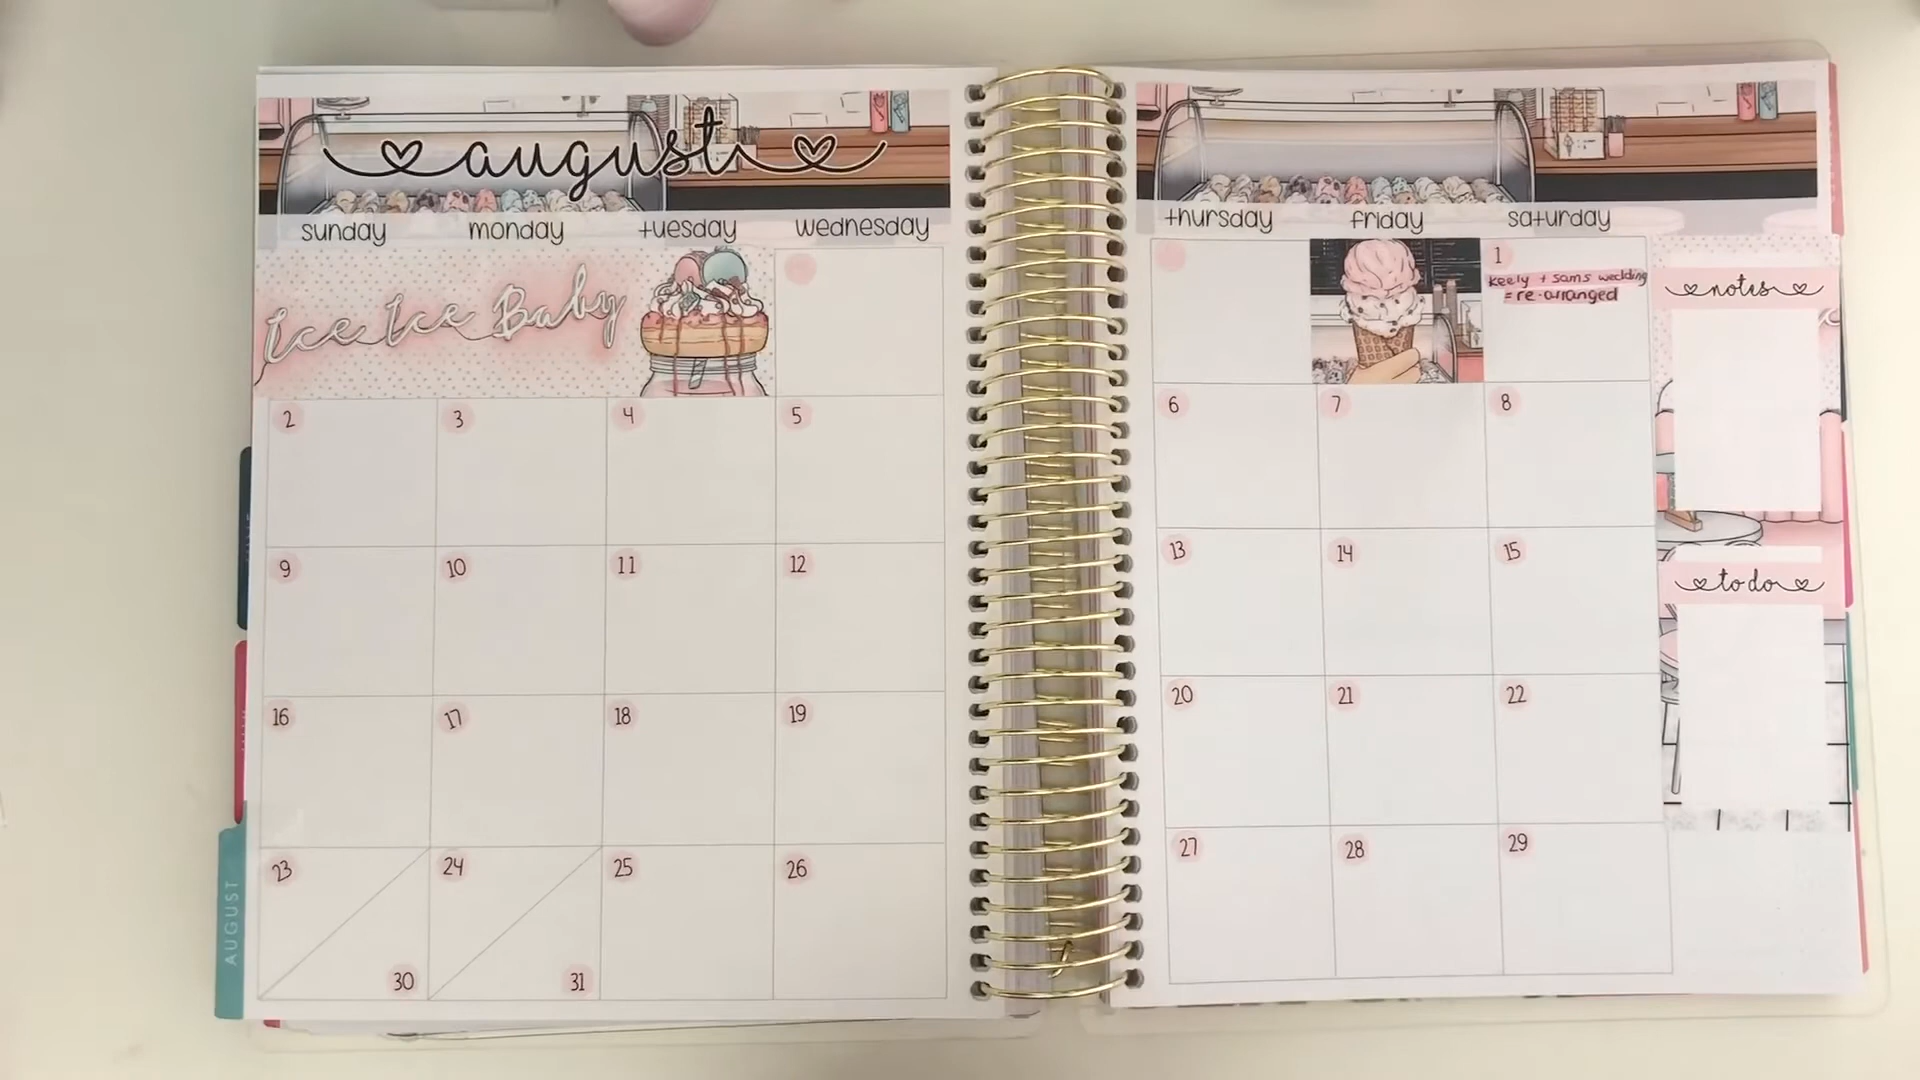 august
sunday monday tuesday wednesday
thursday friday saturday
Ice Ice Baby
1
keely + sams wedding
= re-arranged
notes
2 3 4 5 6 7 8
9 10 11 12 13 14 15
to do
16 17 18 19 20 21 22
23 24 25 26 27 28 29
30 31
AUGUST